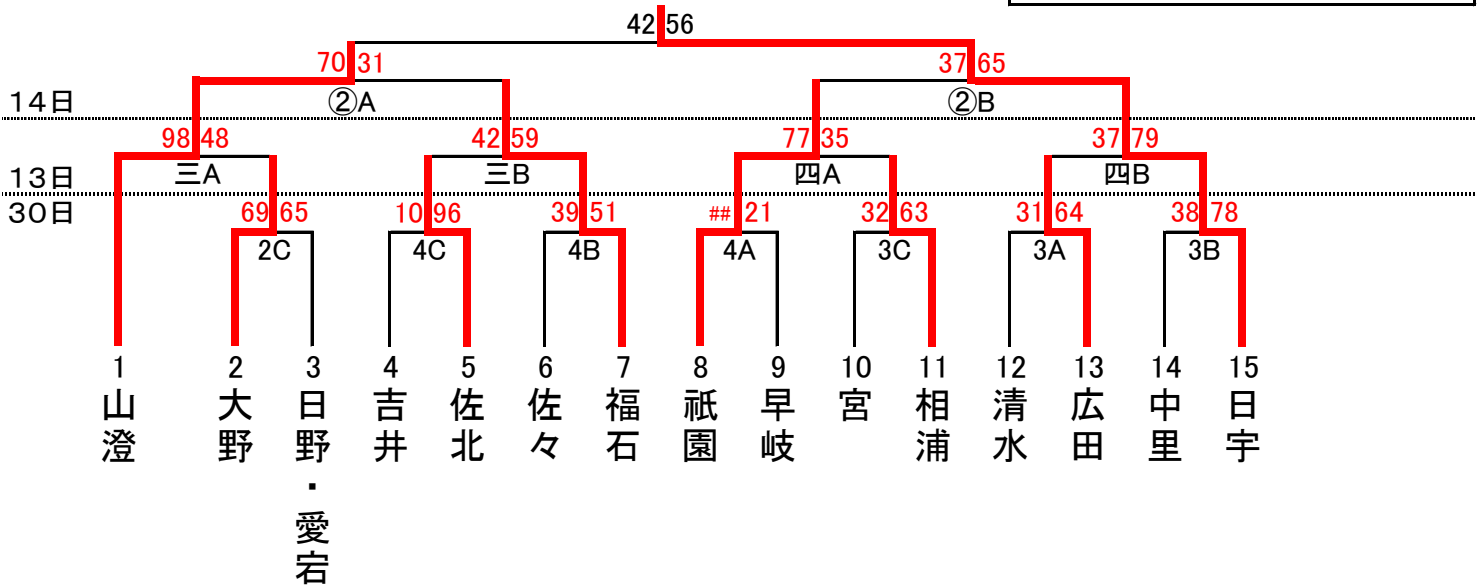 42 56
70 31 37 65
14日 ②A ②B
98 48 42 59 77 35 37 79
13日 三A 三B 四A 四B
30日 69 65 10 96 39 51 ## 21 32 63 31 64 38 78
2C 4C 4B 4A 3C 3A 3B
1 2 3 4 5 6 7 8 9 10 11 12 13 14 15
山澄
大野
日野・愛宕
吉井
佐北
佐々
福石
祇園
早岐
宮
相浦
清水
広田
中里
日宇